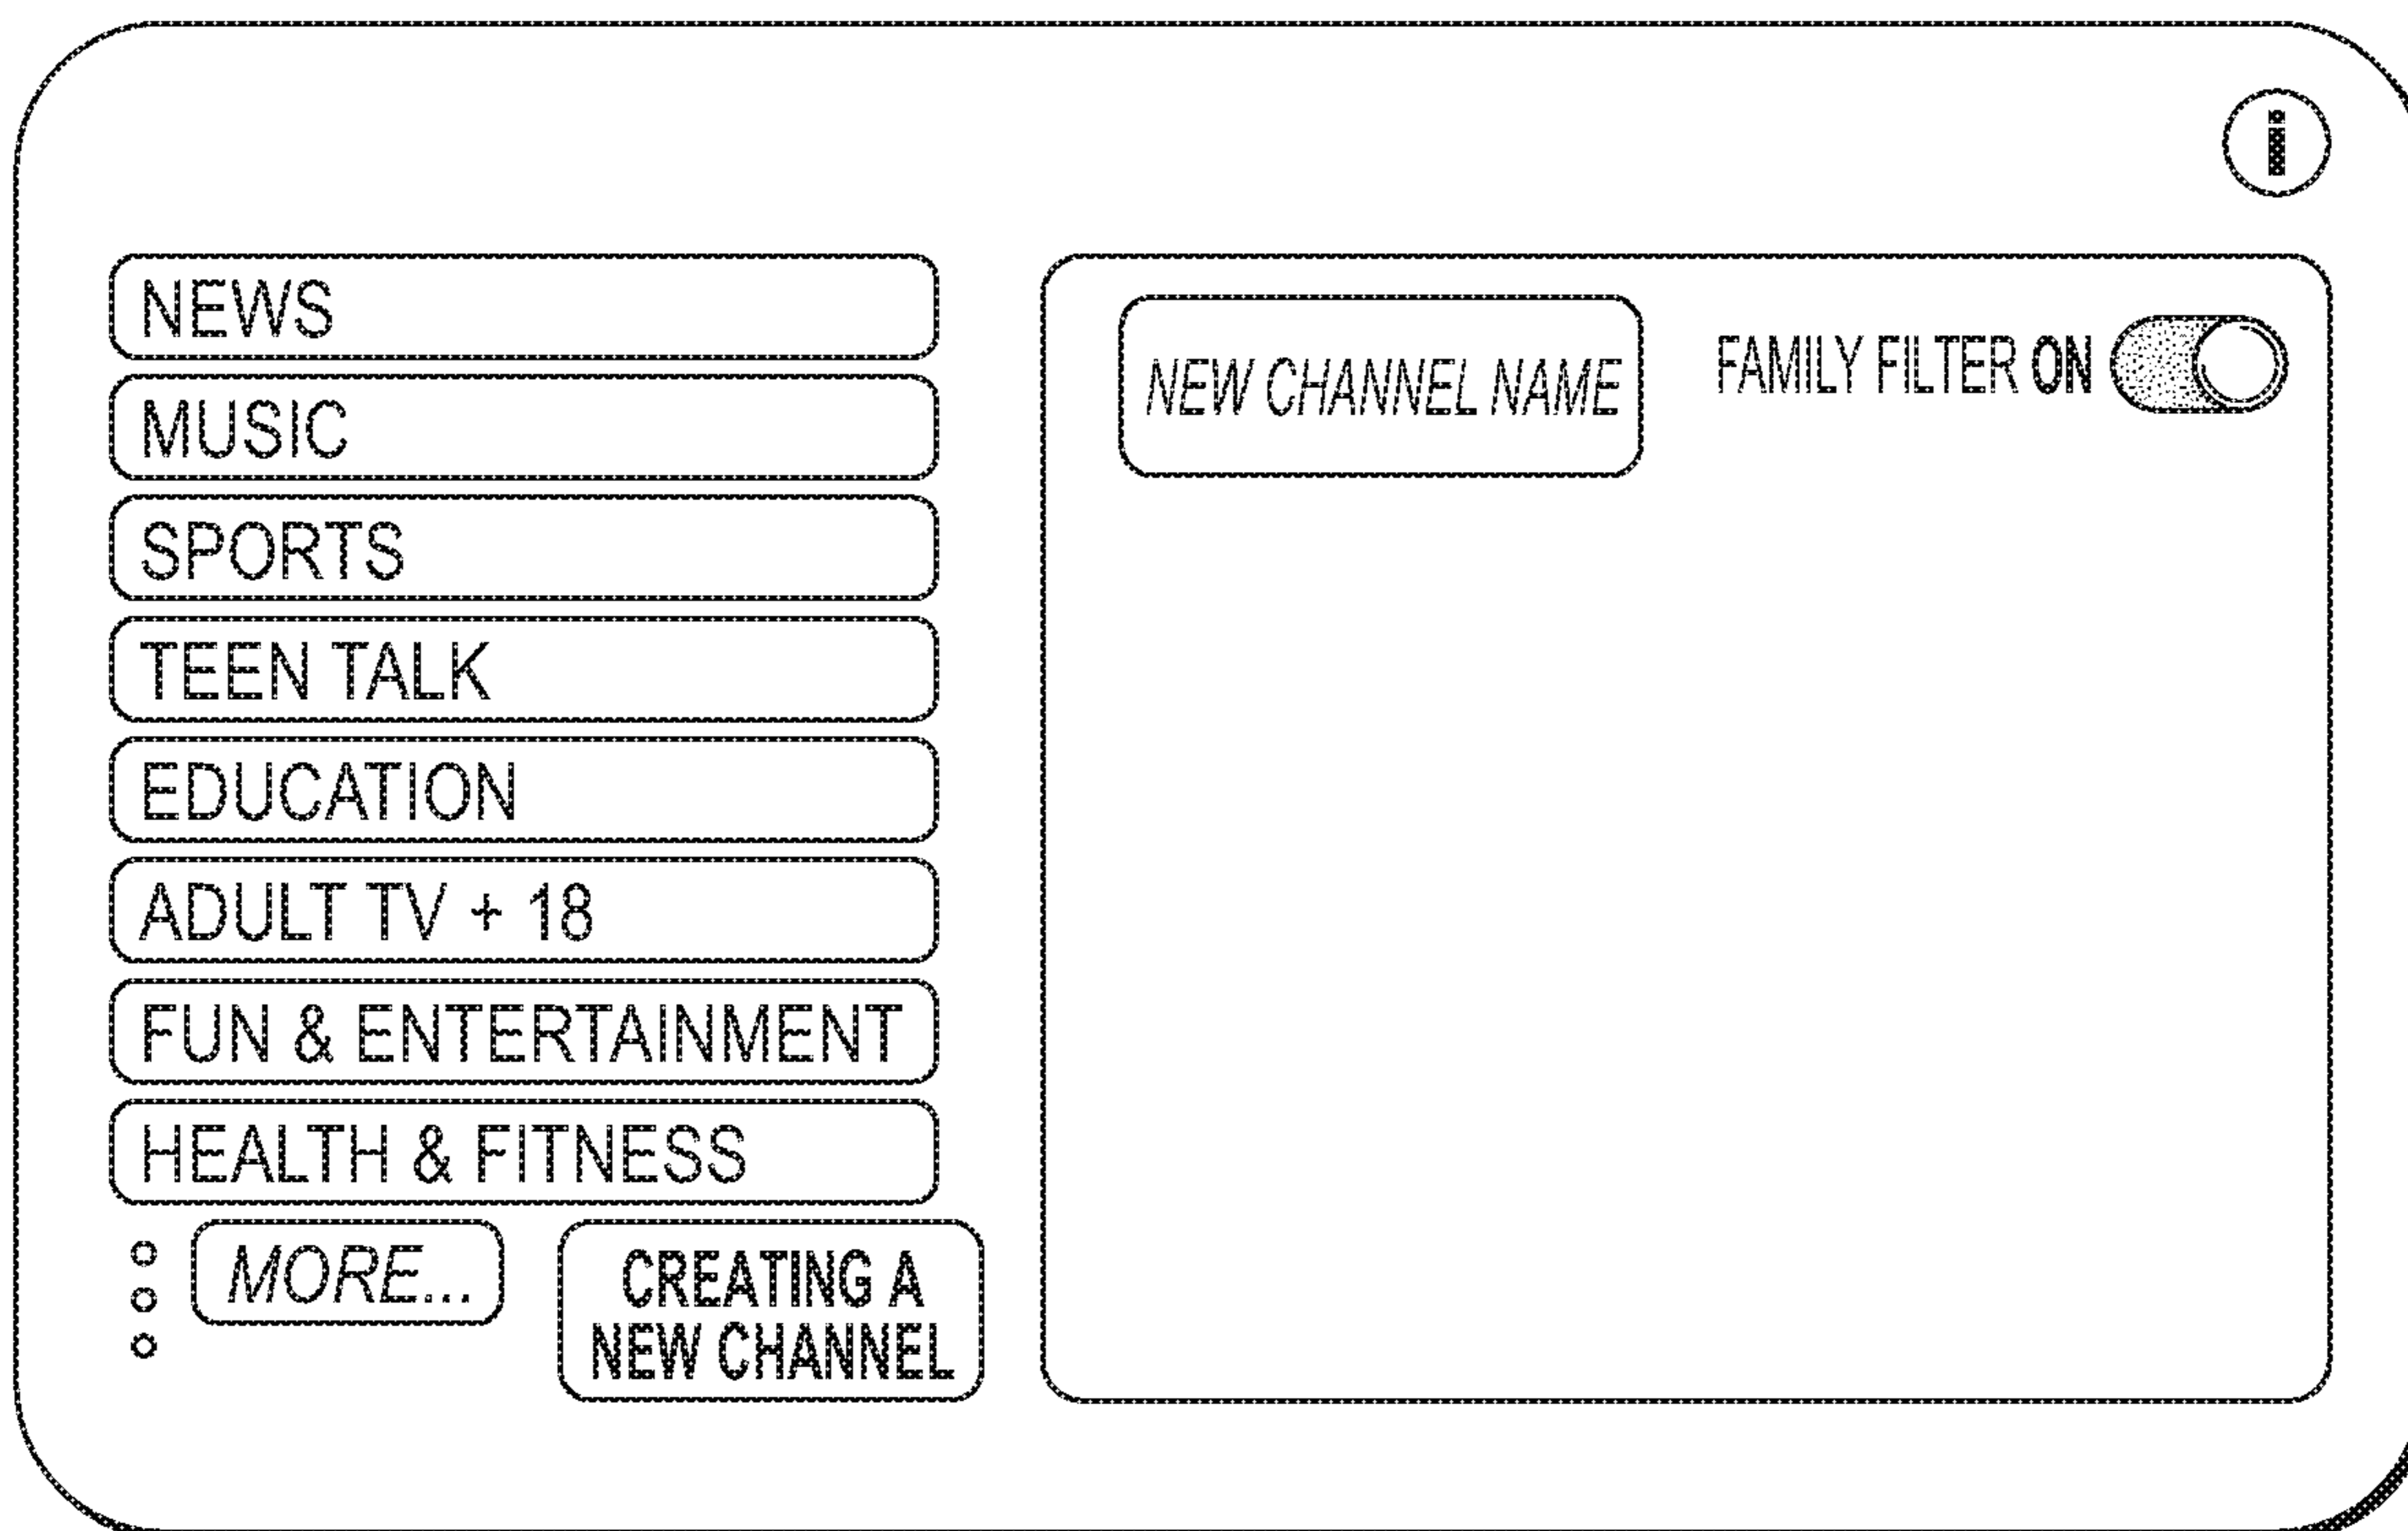 i
NEWS
MUSIC
SPORTS
TEEN TALK
EDUCATION
ADULT TV + 18
FUN & ENTERTAINMENT
HEALTH & FITNESS
MORE...
CREATING A
NEW CHANNEL
NEW CHANNEL NAME
FAMILY FILTER ON